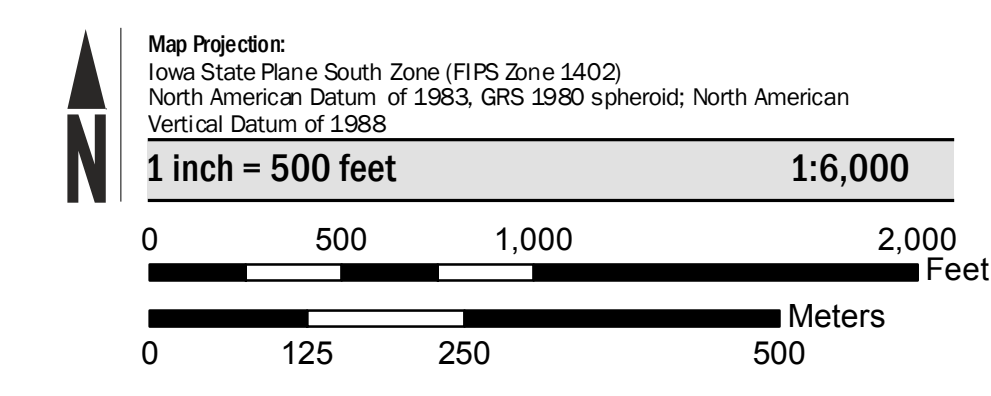 Map Projection:
Iowa State Plane South Zone (FIPS Zone 1402)
North American Datum of 1983, GRS 1980 spheroid; North American
Vertical Datum of 1988
N
1 inch = 500 feet 1:6,000
0 500 1,000 2,000
Feet
Meters
0 125 250 500